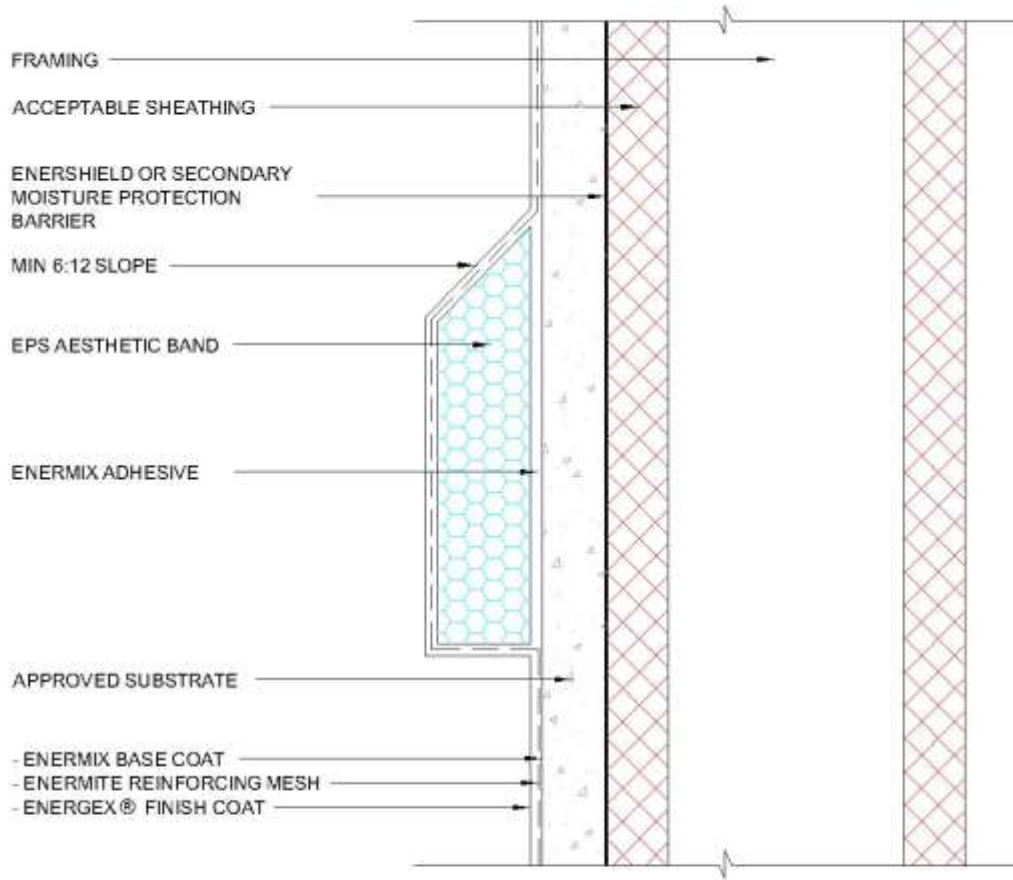 FRAMING
ACCEPTABLE SHEATHING
ENERSHIELD OR SECONDARY
MOISTURE PROTECTION
BARRIER
MIN 6:12 SLOPE
EPS AESTHETIC BAND
ENERMIX ADHESIVE
APPROVED SUBSTRATE
- ENERMIX BASE COAT
- ENERMITE REINFORCING MESH
- ENERGEX® FINISH COAT